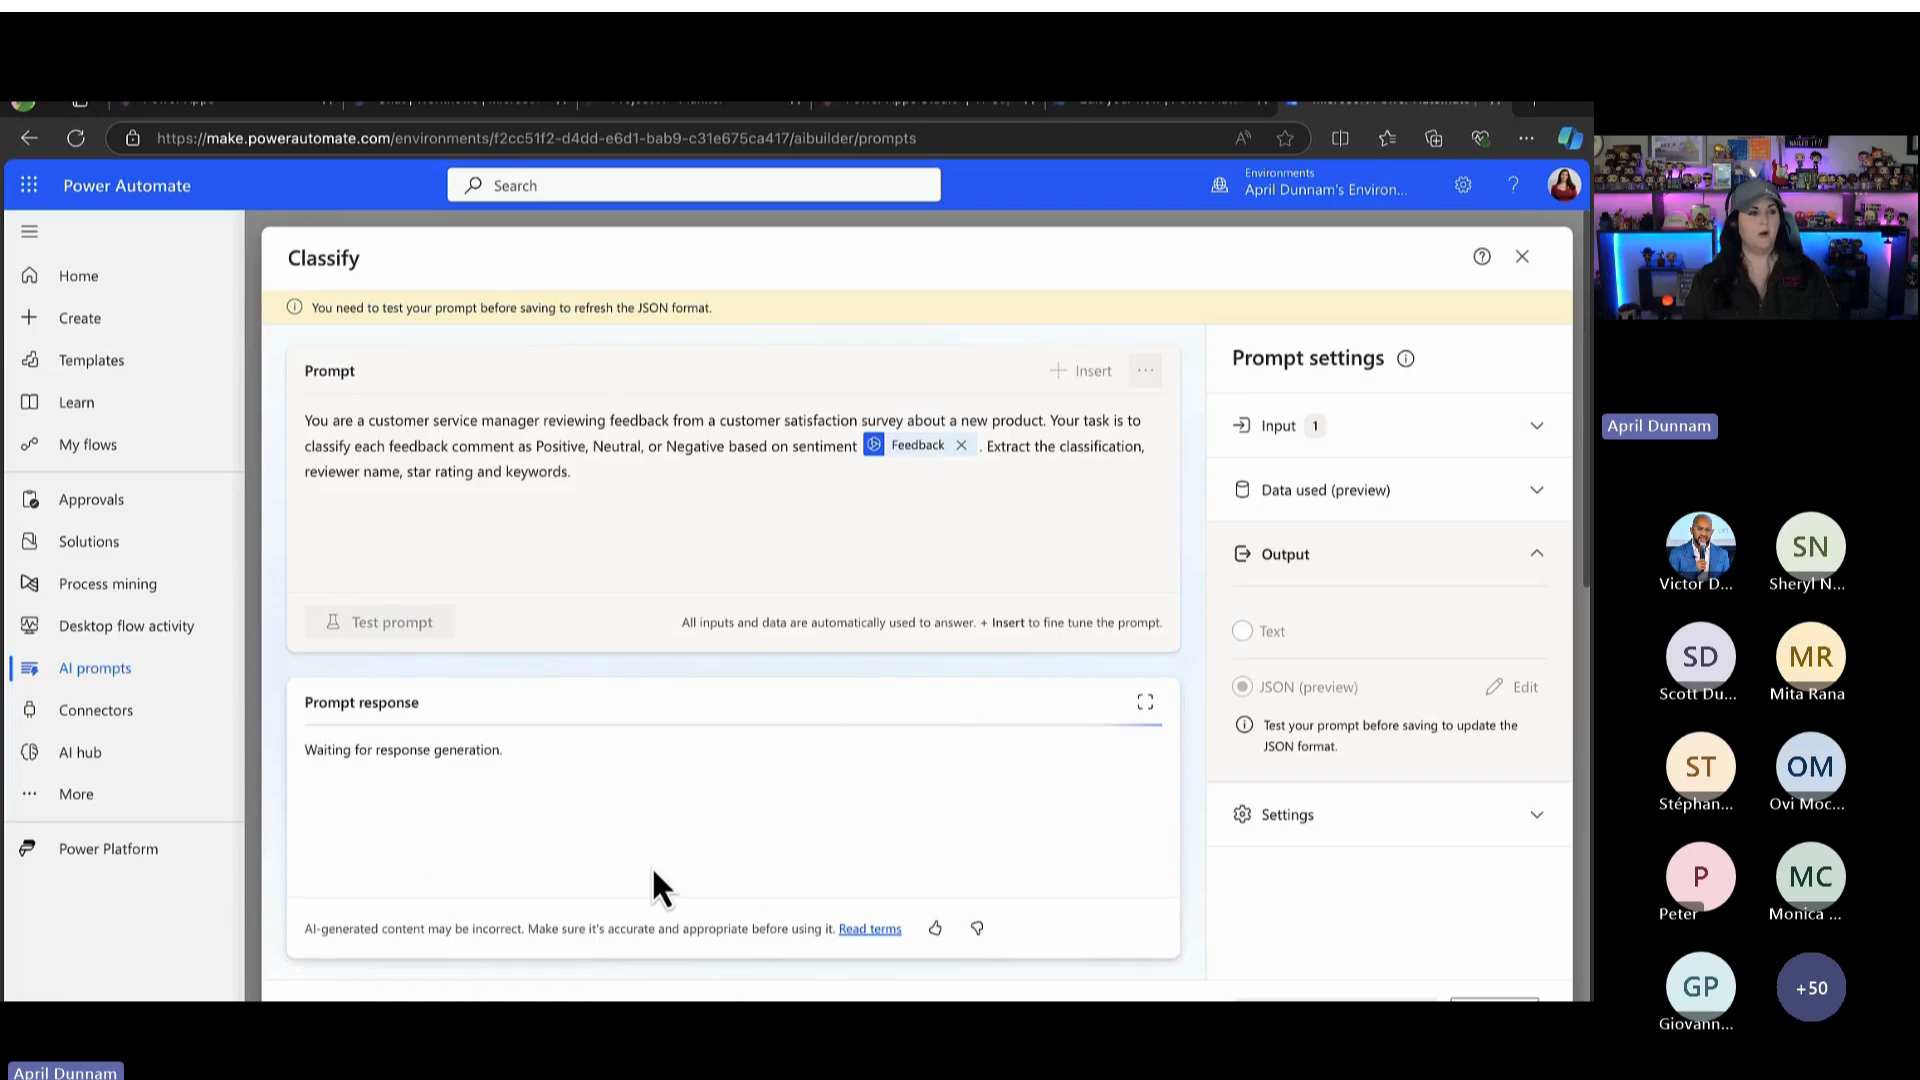 https://make.powerautomate.com/environments/f2cc51f2-d4dd-e6d1-bab9-c31e675ca417/aibuilder/prompts
Power Automate
Search
Environments
April Dunnam's Environ...
Home
Create
Templates
Learn
My flows
Approvals
Solutions
Process mining
Desktop flow activity
AI prompts
Connectors
AI hub
More
Power Platform
Classify
You need to test your prompt before saving to refresh the JSON format.
Prompt
Insert
You are a customer service manager reviewing feedback from a customer satisfaction survey about a new product. Your task is to
classify each feedback comment as Positive, Neutral, or Negative based on sentiment Feedback . Extract the classification,
reviewer name, star rating and keywords.
Test prompt
All inputs and data are automatically used to answer. + Insert to fine tune the prompt.
Prompt response
Waiting for response generation.
AI-generated content may be incorrect. Make sure it's accurate and appropriate before using it. Read terms
Prompt settings
Input 1
Data used (preview)
Output
Text
JSON (preview)
Edit
Test your prompt before saving to update the
JSON format.
Settings
April Dunnam
Victor D...
SN
Sheryl N...
SD
Scott Du...
MR
Mita Rana
ST
Stéphan...
OM
Ovi Moc...
P
Peter
MC
Monica ...
GP
Giovann...
+50
April Dunnam